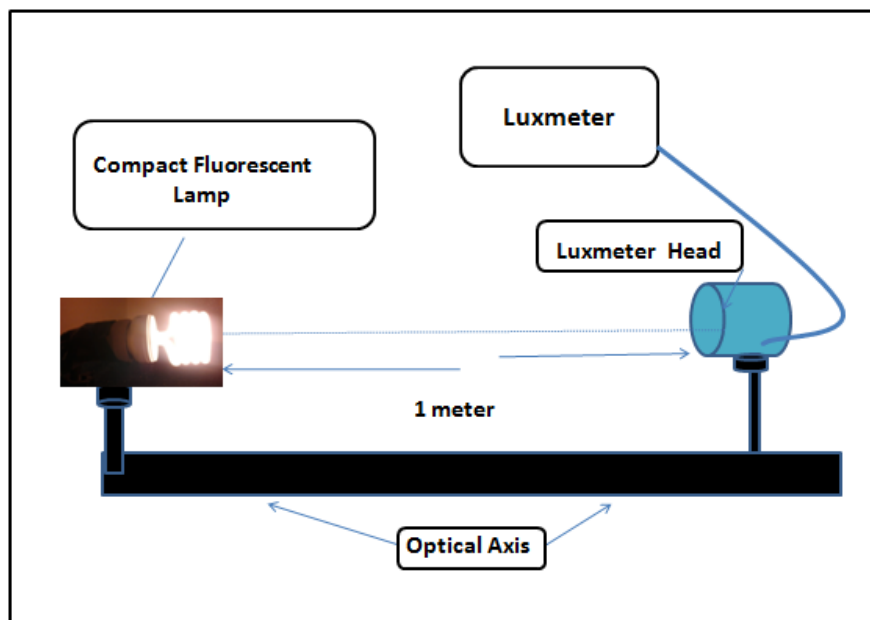 Luxmeter
Compact Fluorescent
Lamp
Luxmeter Head
1 meter
Optical Axis